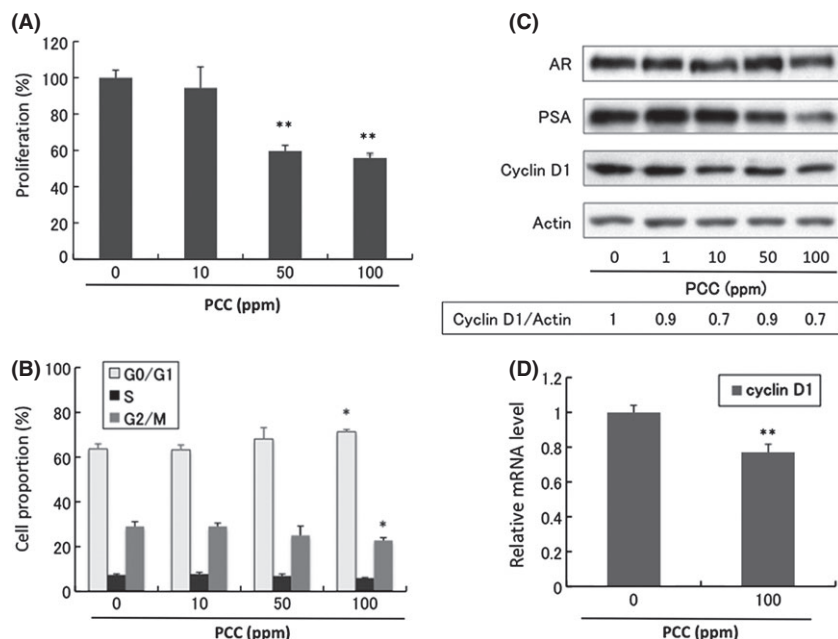 (A)
Proliferation (%)
120
100
80
60
40
20
0
**
**
0 10 50 100
PCC (ppm)
(B)
Cell proportion (%)
100
80
60
40
20
0
G0/G1
S
G2/M
*
*
0 10 50 100
PCC (ppm)
(C)
AR
PSA
Cyclin D1
Actin
0 1 10 50 100
PCC (ppm)
Cyclin D1/Actin 1 0.9 0.7 0.9 0.7
(D)
Relative mRNA level
1.2
1
0.8
0.6
0.4
0.2
0
cyclin D1
**
0 100
PCC (ppm)